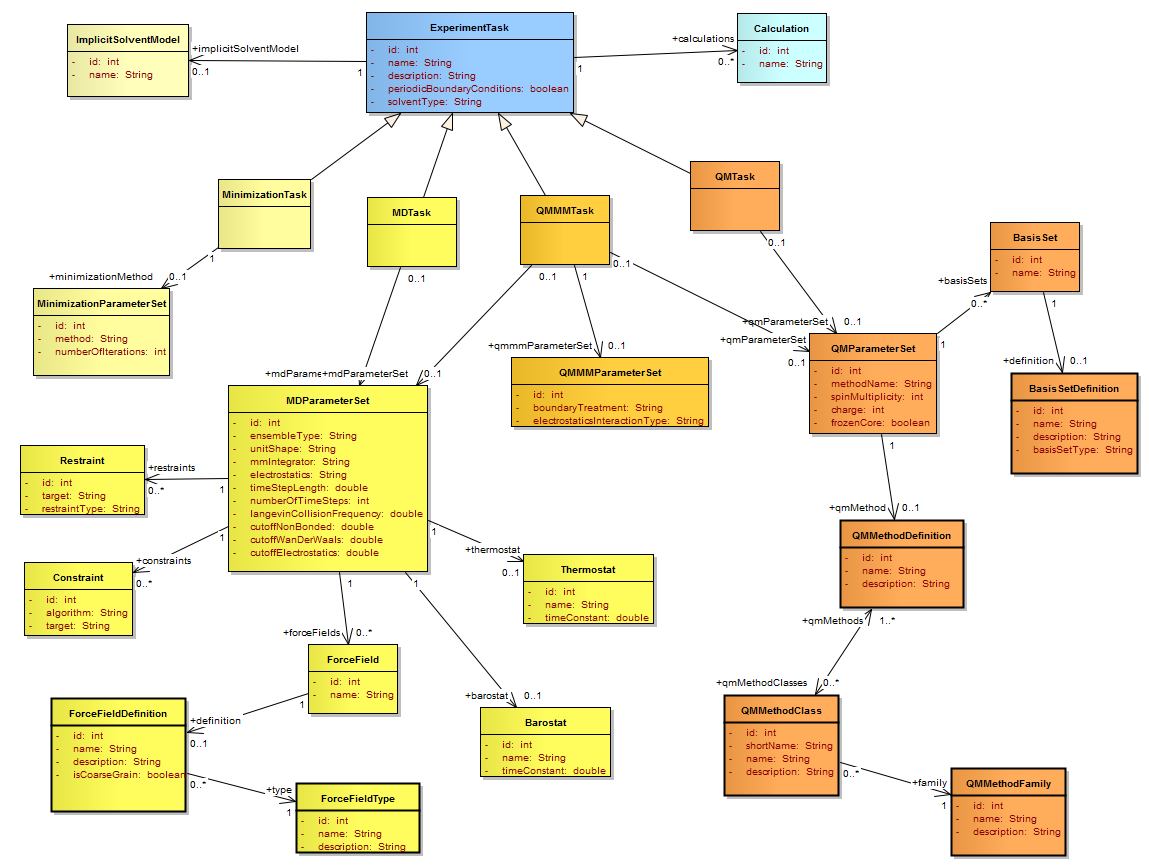 ImplicitSolventModel
- id: int
- name: String
+implicitSolventModel
0..1
1
ExperimentTask
- id: int
- name: String
- description: String
- periodicBoundaryConditions: boolean
- solventType: String
1
+calculations
0..*
Calculation
- id: int
- name: String
MinimizationTask
1
MDTask
0..1
QMMMTask
0..1
1
0..1
QMTask
0..1
+minimizationMethod
0..1
MinimizationParameterSet
- id: int
- method: String
- numberOfIterations: int
BasisSet
- id: int
- name: String
1
+basisSets
0..*
+definition
0..1
BasisSetDefinition
- id: int
- name: String
- description: String
- basisSetType: String
+qmParameterSet
0..1
+qmParameterSet
0..1
QMParameterSet
- id: int
- methodName: String
- spinMultiplicity: int
- charge: int
- frozenCore: boolean
1
1
+qmmmParameterSet
0..1
QMMMParameterSet
- id: int
- boundaryTreatment: String
- electrostaticsInteractionType: String
+mdParame
+mdParameterSet
0..1
MDParameterSet
- id: int
- ensembleType: String
- unitShape: String
- mmIntegrator: String
- electrostatics: String
- timeStepLength: double
- numberOfTimeSteps: int
- langevinCollisionFrequency: double
- cutoffNonBonded: double
- cutoffWanDerWaals: double
- cutoffElectrostatics: double
Restraint
- id: int
- target: String
- restraintType: String
+restraints
0..*
1
Constraint
- id: int
- algorithm: String
- target: String
+constraints
0..*
1
1
+thermostat
0..1
Thermostat
- id: int
- name: String
- timeConstant: double
1
+forceFields
0..*
ForceField
- id: int
- name: String
1
1
+barostat
0..1
Barostat
- id: int
- name: String
- timeConstant: double
+definition
0..1
ForceFieldDefinition
- id: int
- name: String
- description: String
- isCoarseGrain: boolean
0..*
+type
1
ForceFieldType
- id: int
- name: String
- description: String
+qmMethod
0..1
QMMethodDefinition
- id: int
- name: String
- description: String
+qmMethods
1..*
+qmMethodClasses
0..*
QMMethodClass
- id: int
- shortName: String
- name: String
- description: String
0..*
+family
1
QMMethodFamily
- id: int
- name: String
- description: String